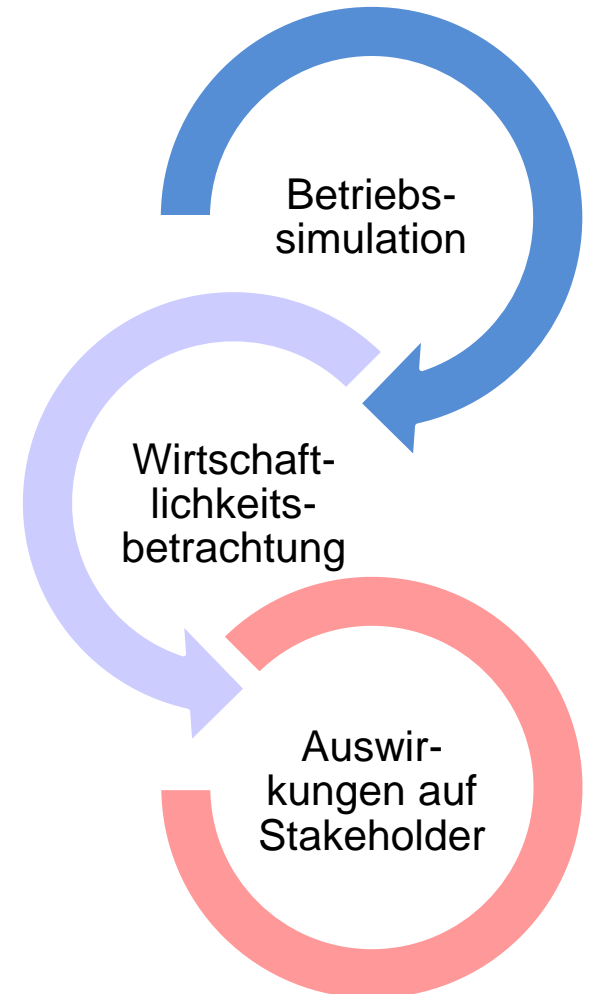 Betriebs-
simulation
Wirtschaft-
lichkeits-
betrachtung
Auswir-
kungen auf
Stakeholder